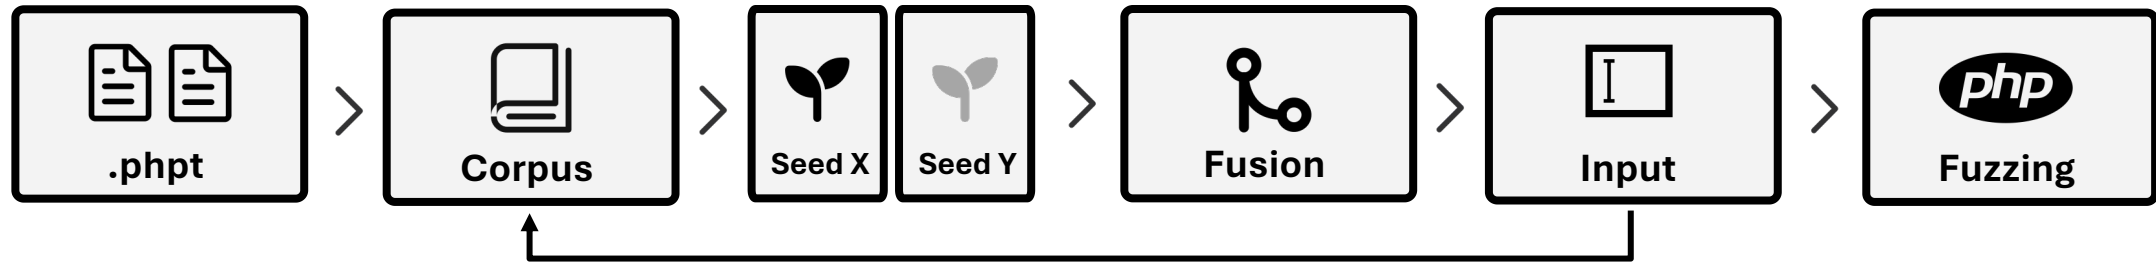 .phpt
Corpus
Seed X
Seed Y
Fusion
Input
php
Fuzzing